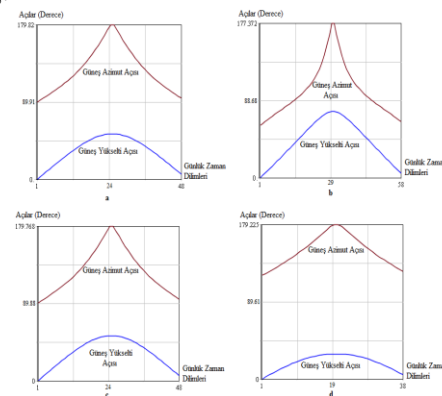 Açılar (Derece)
179.82
Güneş Azimut Açısı
89.91
Güneş Yükselti Açısı
Günlük Zaman
Dilimleri
0
1 24 48
a
Açılar (Derece)
177.372
Güneş Azimut
Açısı
88.68
Güneş Yükselti Açısı
Günlük Zaman
Dilimleri
0
1 29
b
Açılar (Derece)
179.768
Güneş Azimut Açısı
89.88
Güneş Yükselti
Açısı
Günlük Zaman
Dilimleri
0
1 24 48
c
Açılar (Derece)
179.223
Güneş Azimut Açısı
89.61
Güneş Yükselti Açısı
Günlük Zaman
Dilimleri
0
1 19 38
d